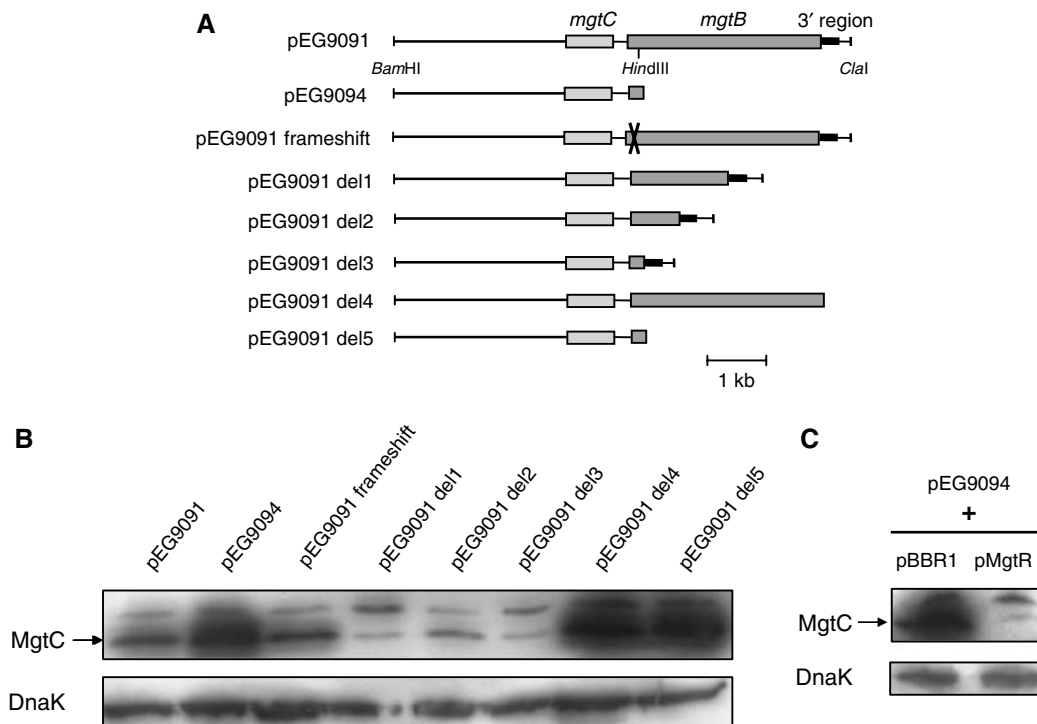 A
mgtC mgtB 3′ region
pEG9091
BamHI HindIII ClaI
pEG9094
pEG9091 frameshift
pEG9091 del1
pEG9091 del2
pEG9091 del3
pEG9091 del4
pEG9091 del5
1 kb
B
pEG9091
pEG9094
pEG9091 frameshift
pEG9091 del1
pEG9091 del2
pEG9091 del3
pEG9091 del4
pEG9091 del5
MgtC
DnaK
C
pEG9094
+
pBBR1 pMgtR
MgtC
DnaK